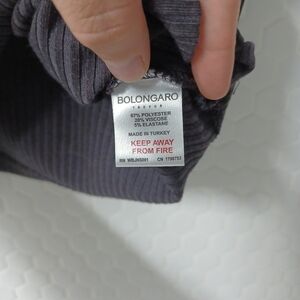 BOLONGARO
TREVOR
67% POLYESTER
28% VISCOSE
5% ELASTANE
MADE IN TURKEY
KEEP AWAY
FROM FIRE